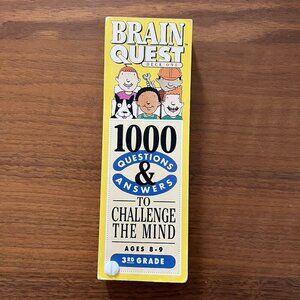 BRAIN
QUEST
DECK ONE
1000
QUESTIONS
&
ANSWERS
TO
CHALLENGE
THE MIND
AGES 8-9
3RD GRADE